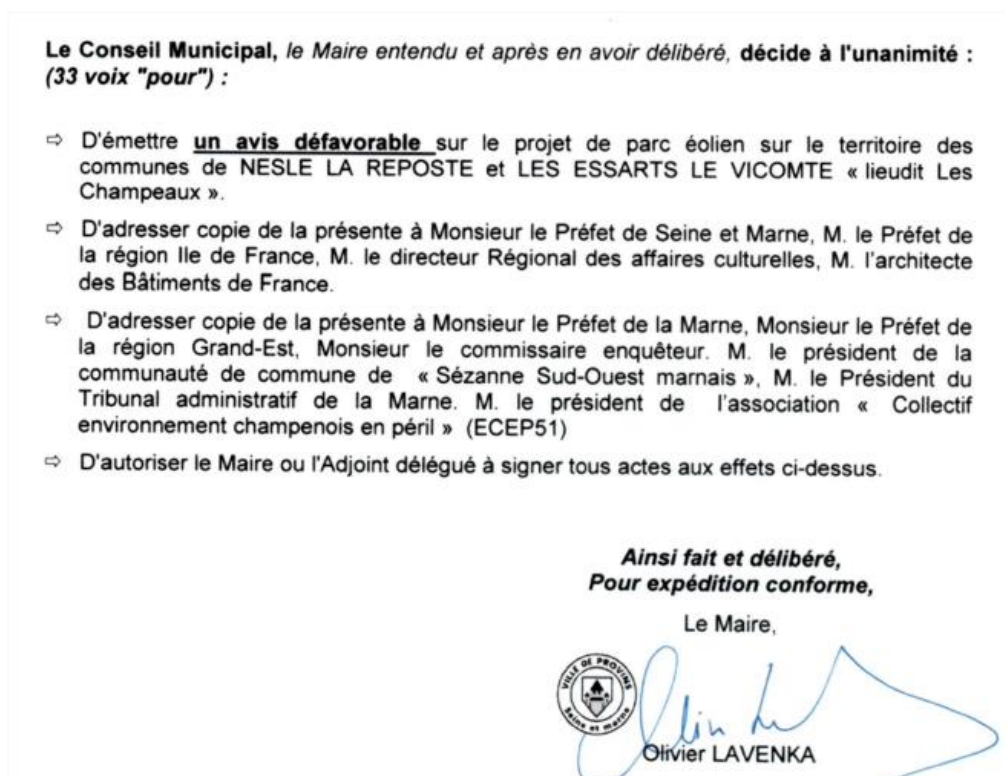 Le Conseil Municipal, le Maire entendu et après en avoir délibéré, décide à l'unanimité :
(33 voix "pour") :
⇨ D'émettre un avis défavorable sur le projet de parc éolien sur le territoire des
communes de NESLE LA REPOSTE et LES ESSARTS LE VICOMTE « lieudit Les
Champeaux ».
⇨ D'adresser copie de la présente à Monsieur le Préfet de Seine et Marne, M. le Préfet de
la région Ile de France, M. le directeur Régional des affaires culturelles, M. l'architecte
des Bâtiments de France.
⇨ D'adresser copie de la présente à Monsieur le Préfet de la Marne, Monsieur le Préfet de
la région Grand-Est, Monsieur le commissaire enquêteur. M. le président de la
communauté de commune de « Sézanne Sud-Ouest marnais », M. le Président du
Tribunal administratif de la Marne. M. le président de l'association « Collectif
environnement champenois en péril » (ECEP51)
⇨ D'autoriser le Maire ou l'Adjoint délégué à signer tous actes aux effets ci-dessus.
Ainsi fait et délibéré,
Pour expédition conforme,
Le Maire,
VILLE DE PROVINS
Seine et marne
Olivier LAVENKA